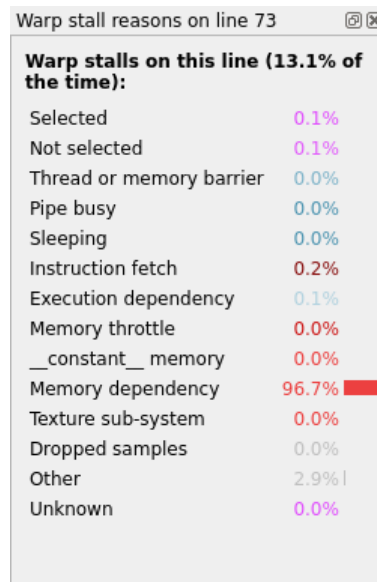 Warp stall reasons on line 73
Warp stalls on this line (13.1% of
the time):
Selected 0.1%
Not selected 0.1%
Thread or memory barrier 0.0%
Pipe busy 0.0%
Sleeping 0.0%
Instruction fetch 0.2%
Execution dependency 0.1%
Memory throttle 0.0%
__constant__ memory 0.0%
Memory dependency 96.7%
Texture sub-system 0.0%
Dropped samples 0.0%
Other 2.9%
Unknown 0.0%